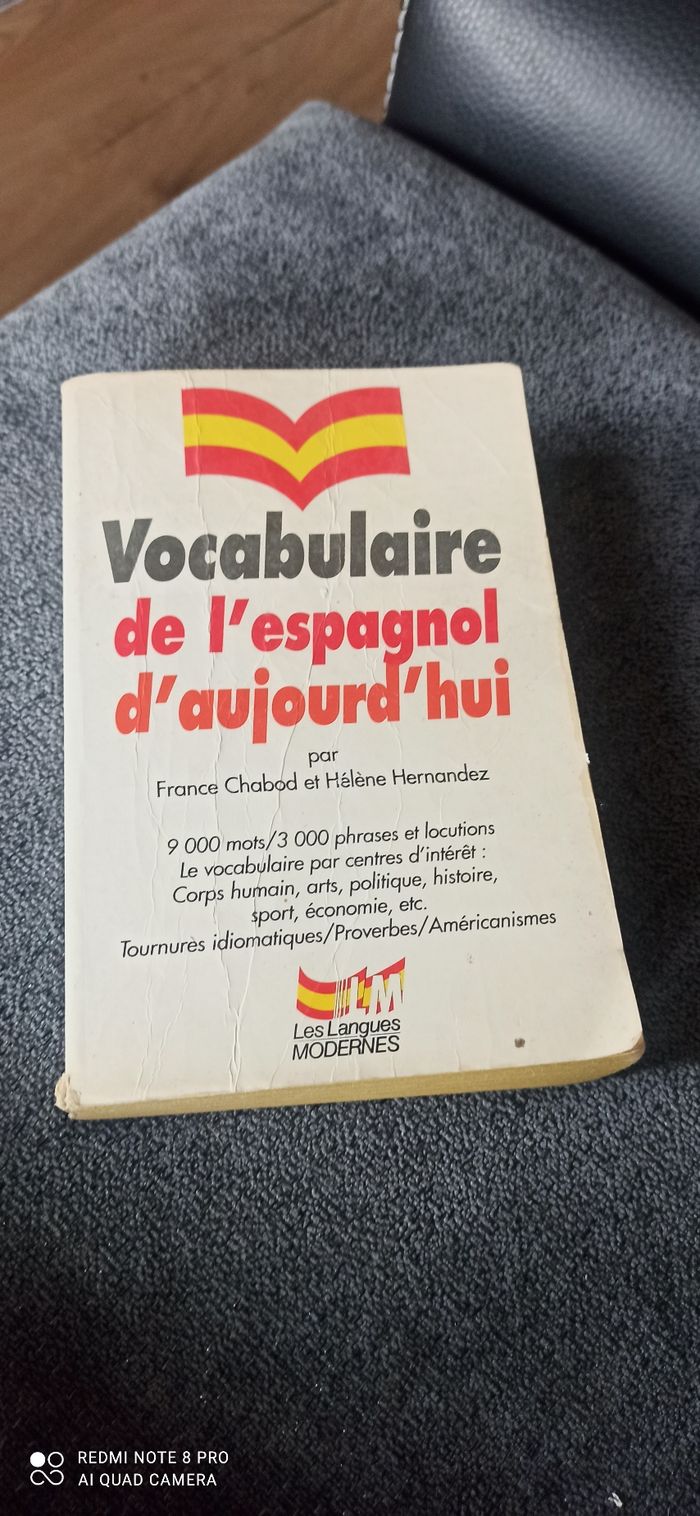 Vocabulaire
de l'espagnol
d'aujourd'hui
par
France Chabod et Hélène Hernandez
9 000 mots/3 000 phrases et locutions
Le vocabulaire par centres d'intérêt :
Corps humain, arts, politique, histoire,
sport, économie, etc.
Tournures idiomatiques/Proverbes/Américanismes
LM
Les Langues
MODERNES
REDMI NOTE 8 PRO
AI QUAD CAMERA